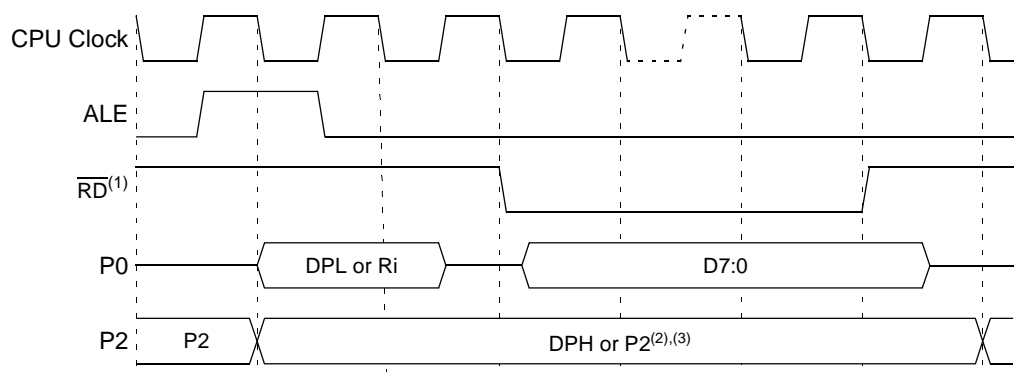 CPU Clock
ALE
RD(1)
P0 DPL or Ri D7:0
P2 P2 DPH or P2(2),(3)